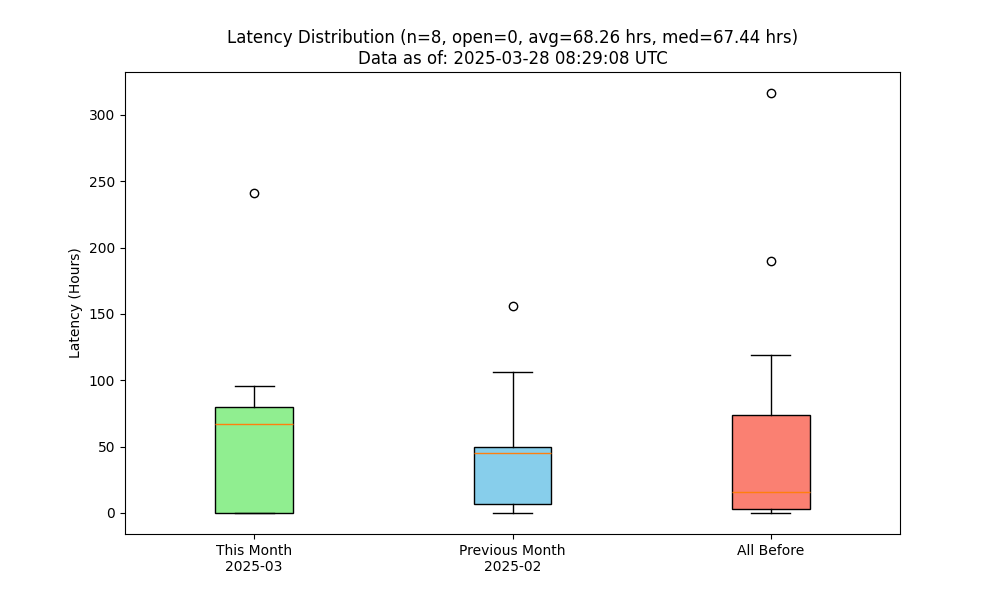 Latency Distribution (n=8, open=0, avg=68.26 hrs, med=67.44 hrs)
Data as of: 2025-03-28 08:29:08 UTC
Latency (Hours)
300
250
200
150
100
50
0
This Month
2025-03
Previous Month
2025-02
All Before